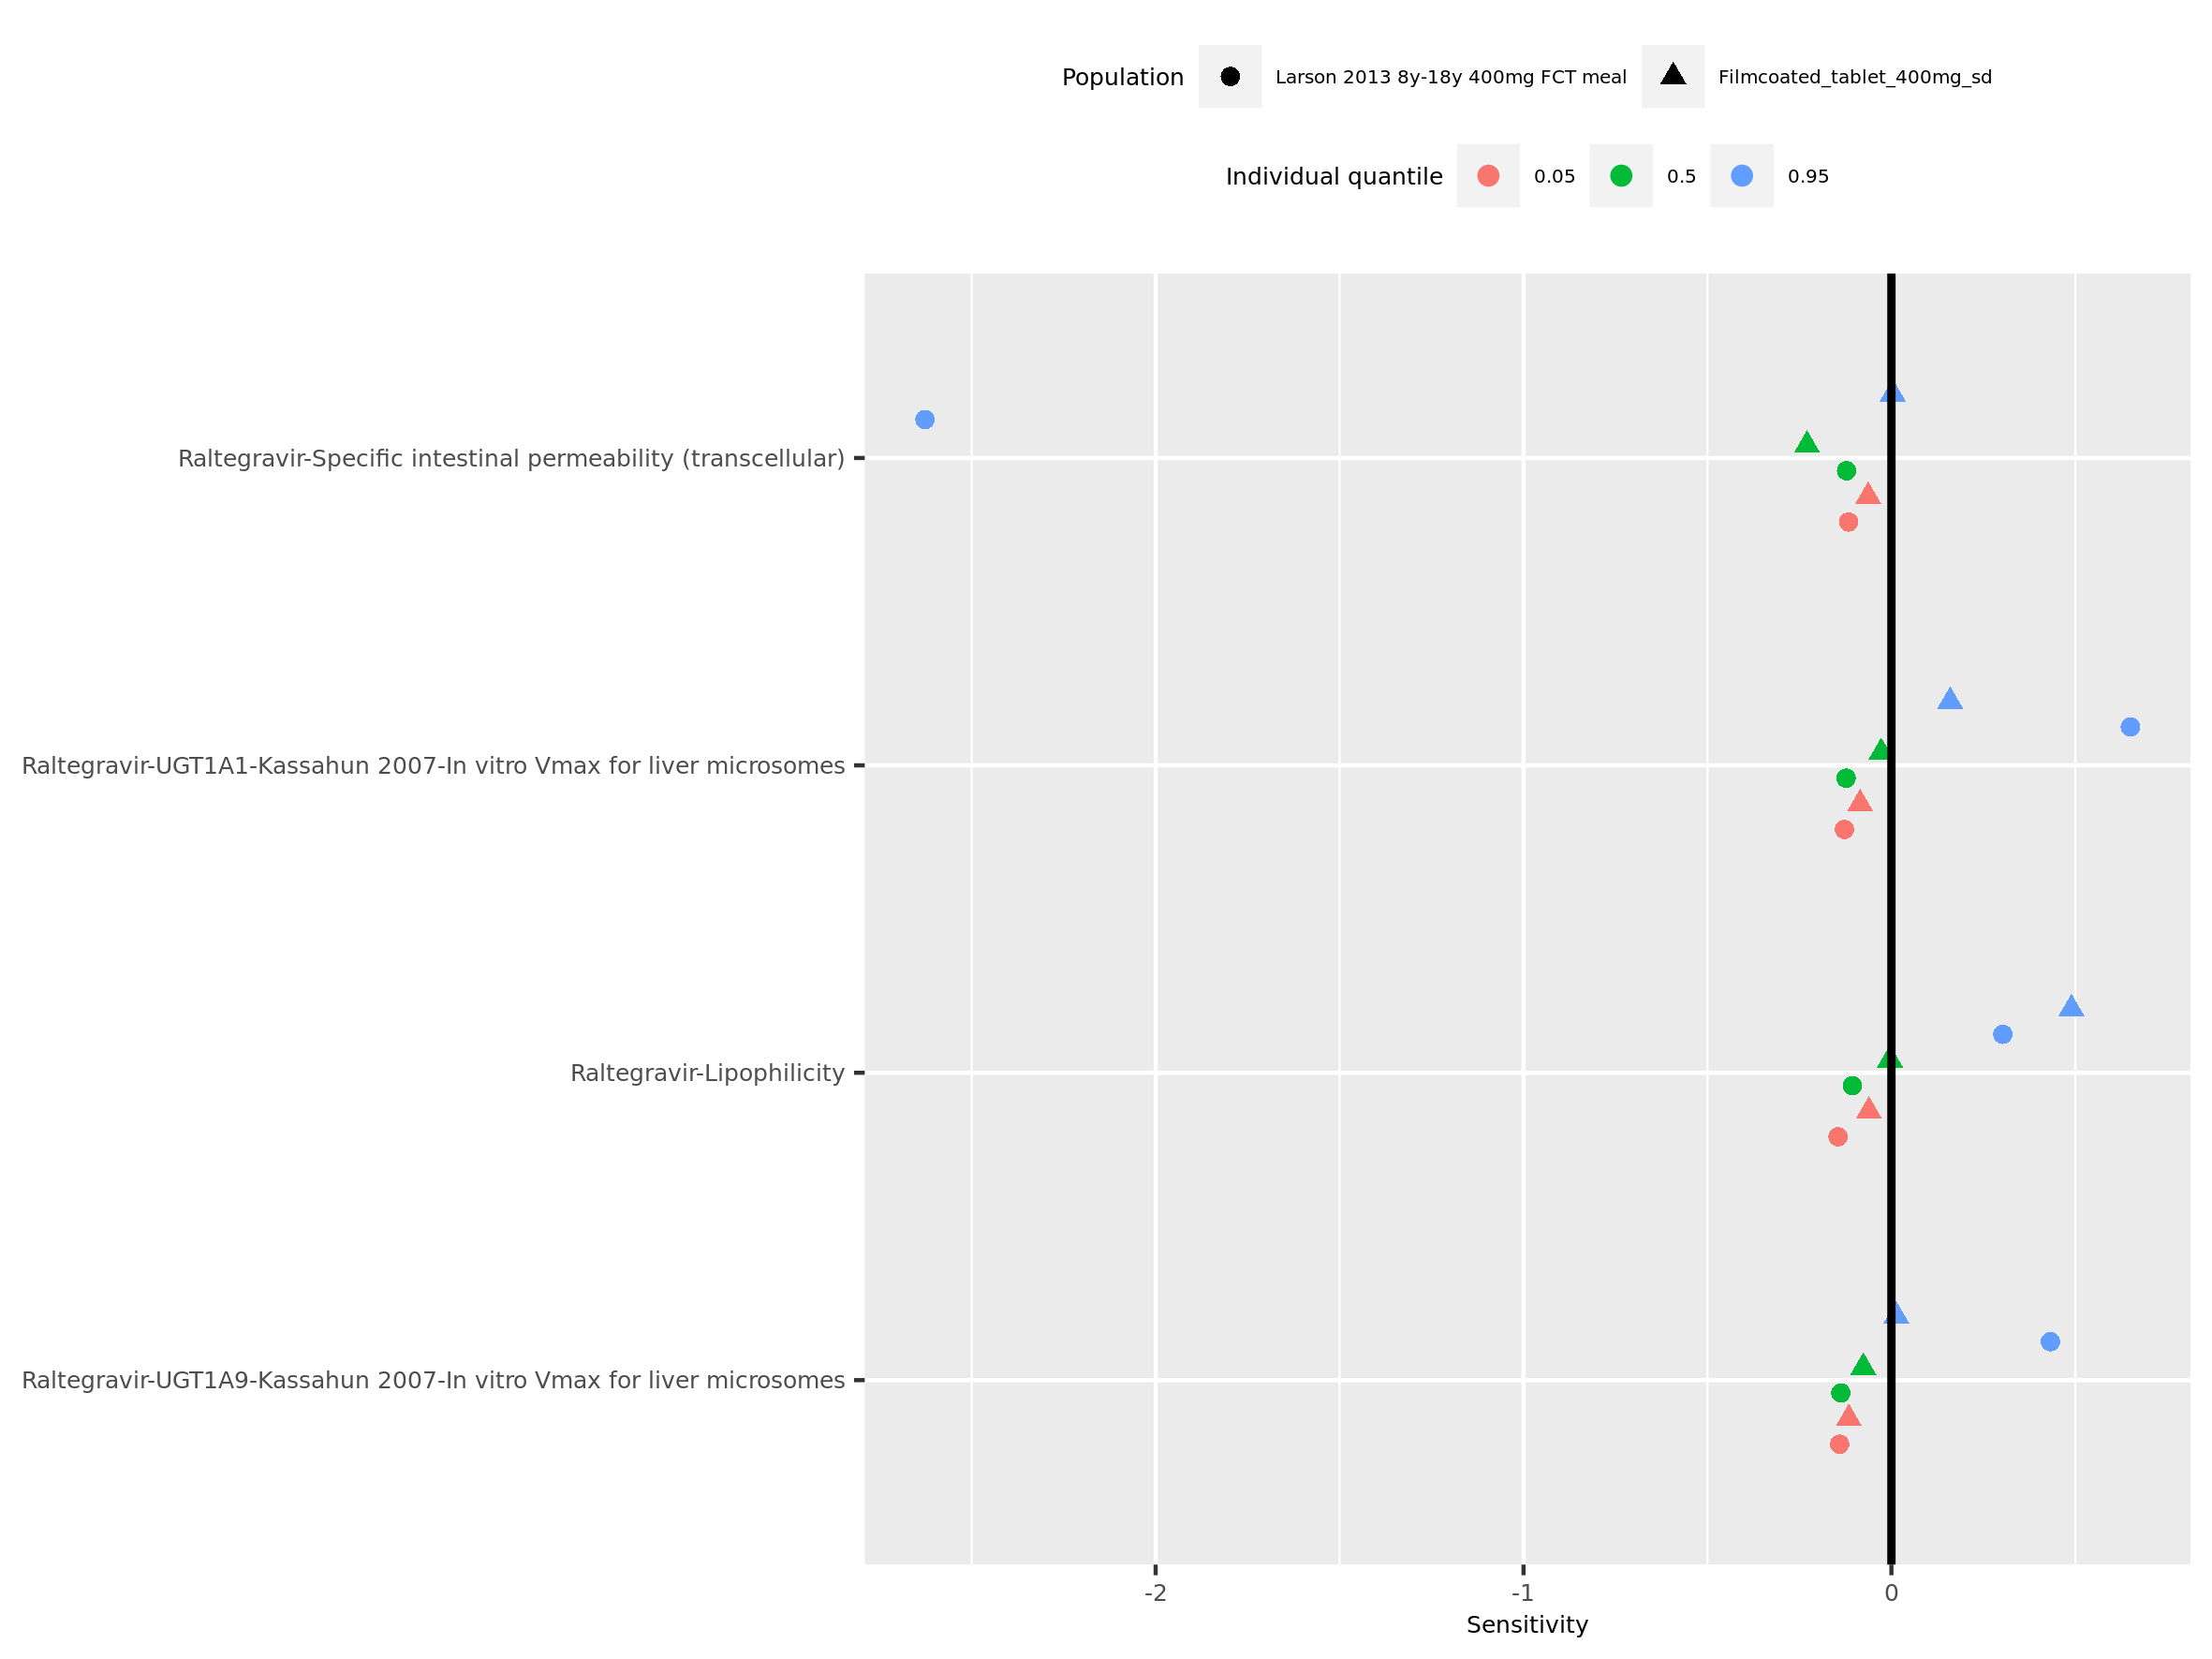 Population Larson 2013 8y-18y 400mg FCT meal Filmcoated_tablet_400mg_sd
Individual quantile 0.05 0.5 0.95
Raltegravir-Specific intestinal permeability (transcellular)
Raltegravir-UGT1A1-Kassahun 2007-In vitro Vmax for liver microsomes
Raltegravir-Lipophilicity
Raltegravir-UGT1A9-Kassahun 2007-In vitro Vmax for liver microsomes
-2 -1 0
Sensitivity